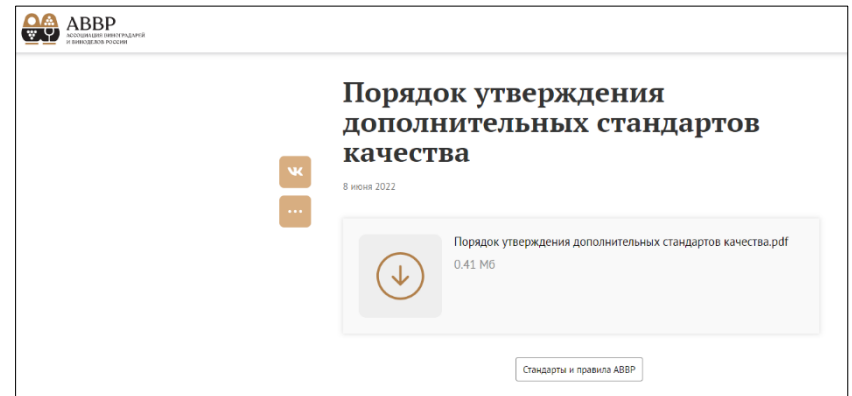 АВВР
АССОЦИАЦИЯ ВИНОГРАДАРЕЙ
И ВИНОДЕЛОВ РОССИИ
Порядок утверждения
дополнительных стандартов
качества
8 июня 2022
Порядок утверждения дополнительных стандартов качества.pdf
0.41 Мб
Стандарты и правила АВВР